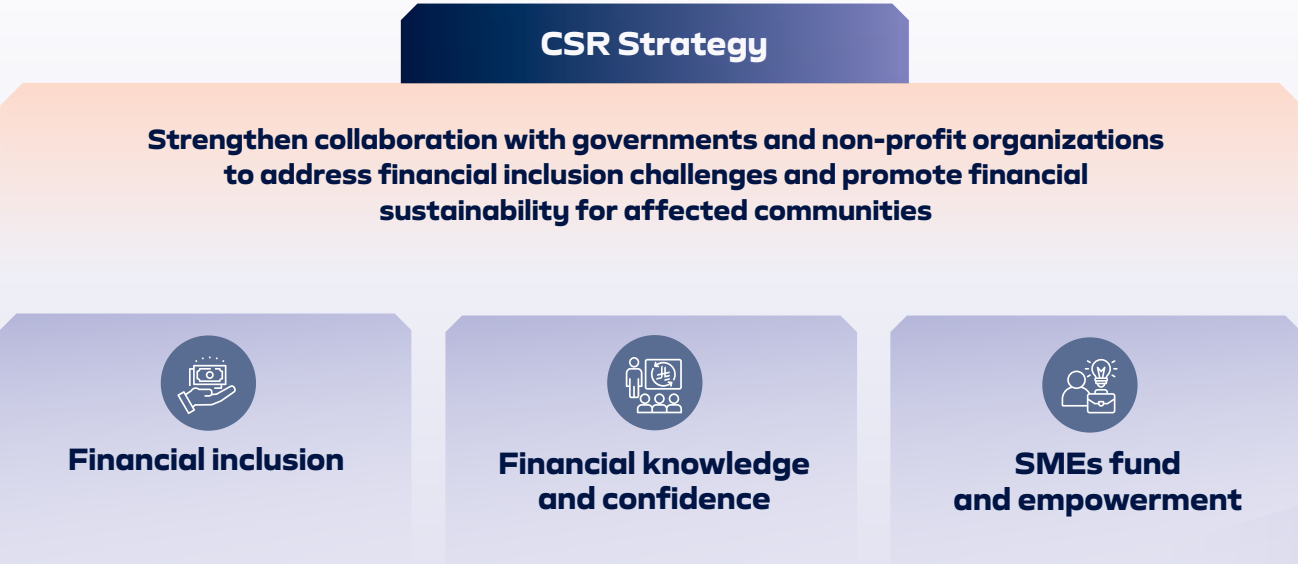 CSR Strategy
Strengthen collaboration with governments and non-profit organizations
to address financial inclusion challenges and promote financial
sustainability for affected communities
Financial inclusion
Financial knowledge
and confidence
SMEs fund
and empowerment